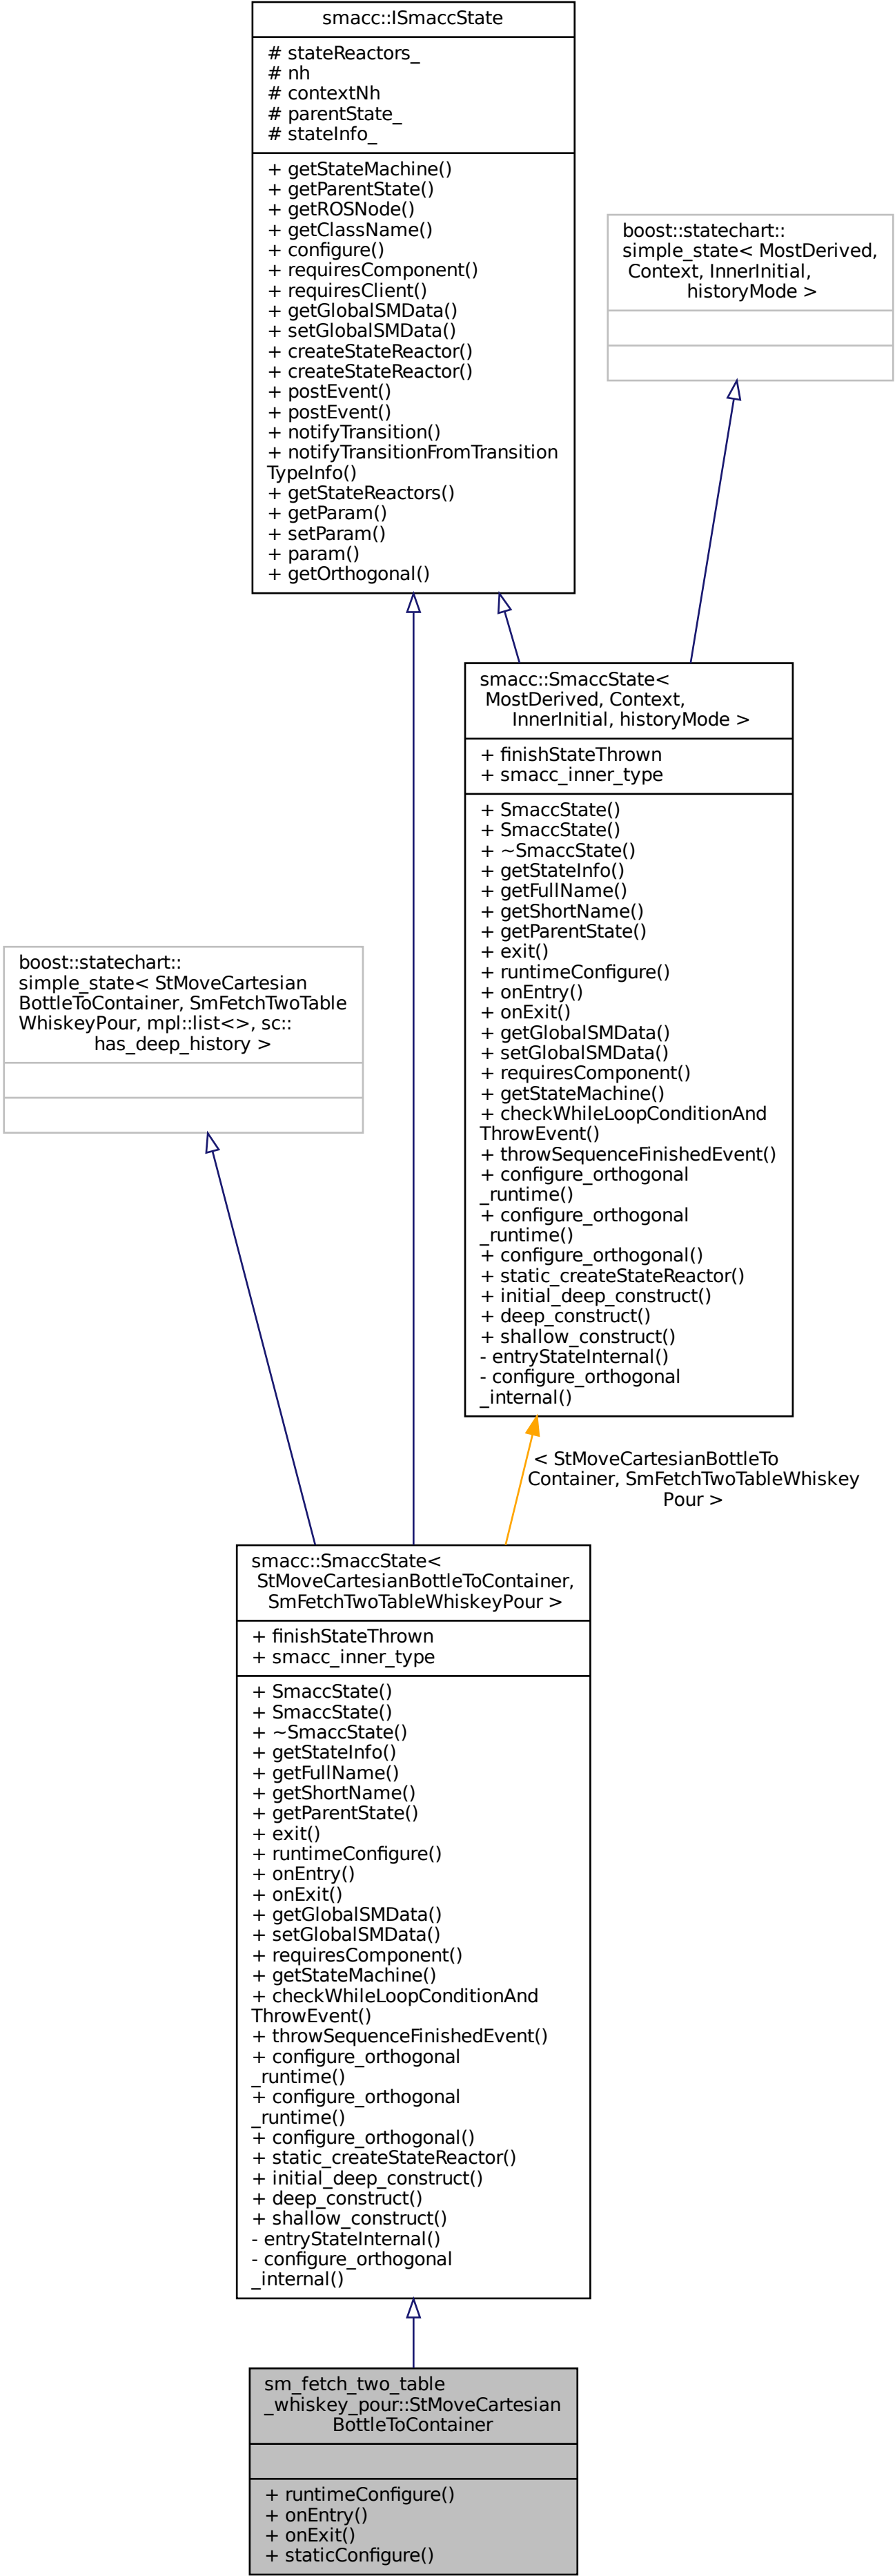 smacc::ISmaccState
# stateReactors_
# nh
# contextNh
# parentState_
# stateInfo_
+ getStateMachine()
+ getParentState()
+ getROSNode()
+ getClassName()
+ configure()
+ requiresComponent()
+ requiresClient()
+ getGlobalSMData()
+ setGlobalSMData()
+ createStateReactor()
+ createStateReactor()
+ postEvent()
+ postEvent()
+ notifyTransition()
+ notifyTransitionFromTransition
TypeInfo()
+ getStateReactors()
+ getParam()
+ setParam()
+ param()
+ getOrthogonal()
boost::statechart::
simple_state< MostDerived,
Context, InnerInitial,
historyMode >
smacc::SmaccState<
MostDerived, Context,
InnerInitial, historyMode >
+ finishStateThrown
+ smacc_inner_type
+ SmaccState()
+ SmaccState()
+ ~SmaccState()
+ getStateInfo()
+ getFullName()
+ getShortName()
+ getParentState()
+ exit()
+ runtimeConfigure()
+ onEntry()
+ onExit()
+ getGlobalSMData()
+ setGlobalSMData()
+ requiresComponent()
+ getStateMachine()
+ checkWhileLoopConditionAnd
ThrowEvent()
+ throwSequenceFinishedEvent()
+ configure_orthogonal
_runtime()
+ configure_orthogonal
_runtime()
+ configure_orthogonal()
+ static_createStateReactor()
+ initial_deep_construct()
+ deep_construct()
+ shallow_construct()
- entryStateInternal()
- configure_orthogonal
_internal()
boost::statechart::
simple_state< StMoveCartesian
BottleToContainer, SmFetchTwoTable
WhiskeyPour, mpl::list<>, sc::
has_deep_history >
< StMoveCartesianBottleTo
Container, SmFetchTwoTableWhiskey
Pour >
smacc::SmaccState<
StMoveCartesianBottleToContainer,
SmFetchTwoTableWhiskeyPour >
+ finishStateThrown
+ smacc_inner_type
+ SmaccState()
+ SmaccState()
+ ~SmaccState()
+ getStateInfo()
+ getFullName()
+ getShortName()
+ getParentState()
+ exit()
+ runtimeConfigure()
+ onEntry()
+ onExit()
+ getGlobalSMData()
+ setGlobalSMData()
+ requiresComponent()
+ getStateMachine()
+ checkWhileLoopConditionAnd
ThrowEvent()
+ throwSequenceFinishedEvent()
+ configure_orthogonal
_runtime()
+ configure_orthogonal
_runtime()
+ configure_orthogonal()
+ static_createStateReactor()
+ initial_deep_construct()
+ deep_construct()
+ shallow_construct()
- entryStateInternal()
- configure_orthogonal
_internal()
sm_fetch_two_table
_whiskey_pour::StMoveCartesian
BottleToContainer
+ runtimeConfigure()
+ onEntry()
+ onExit()
+ staticConfigure()